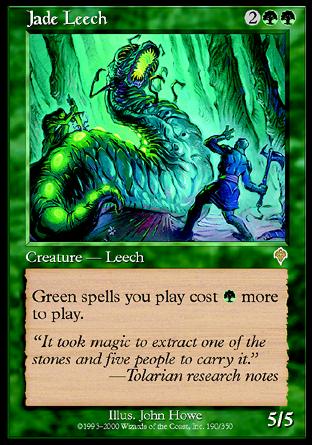 Jade Leech 2
Creature — Leech
Green spells you play cost more
to play.
“It took magic to extract one of the
stones and five people to carry it.”
—Tolarian research notes
Illus. John Howe
©1993-2000 Wizards of the Coast, Inc. 190/350
5/5